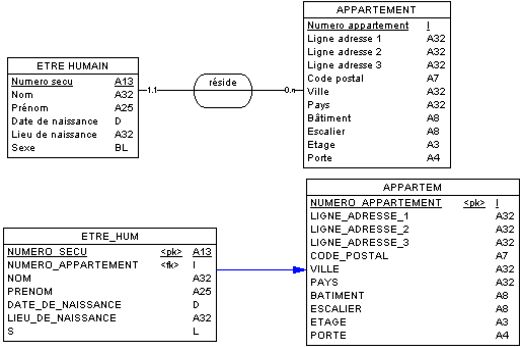 APPARTEMENT
Numero appartement I
Ligne adresse 1 A32
Ligne adresse 2 A32
Ligne adresse 3 A32
Code postal A7
Ville A32
Pays A32
Bâtiment A8
Escalier A8
Etage A3
Porte A4
ETRE HUMAIN
Numero secu A13
Nom A32
Prénom A25
Date de naissance D
Lieu de naissance A32
Sexe BL
1.1
réside
0.n
APPARTEM
NUMERO_APPARTEMENT <pk> I
LIGNE_ADRESSE_1 A32
LIGNE_ADRESSE_2 A32
LIGNE_ADRESSE_3 A32
CODE_POSTAL A7
VILLE A32
PAYS A32
BATIMENT A8
ESCALIER A8
ETAGE A3
PORTE A4
ETRE_HUM
NUMERO_SECU <pk> A13
NUMERO_APPARTEMENT <fk> I
NOM A32
PRENOM A25
DATE_DE_NAISSANCE D
LIEU_DE_NAISSANCE A32
S L